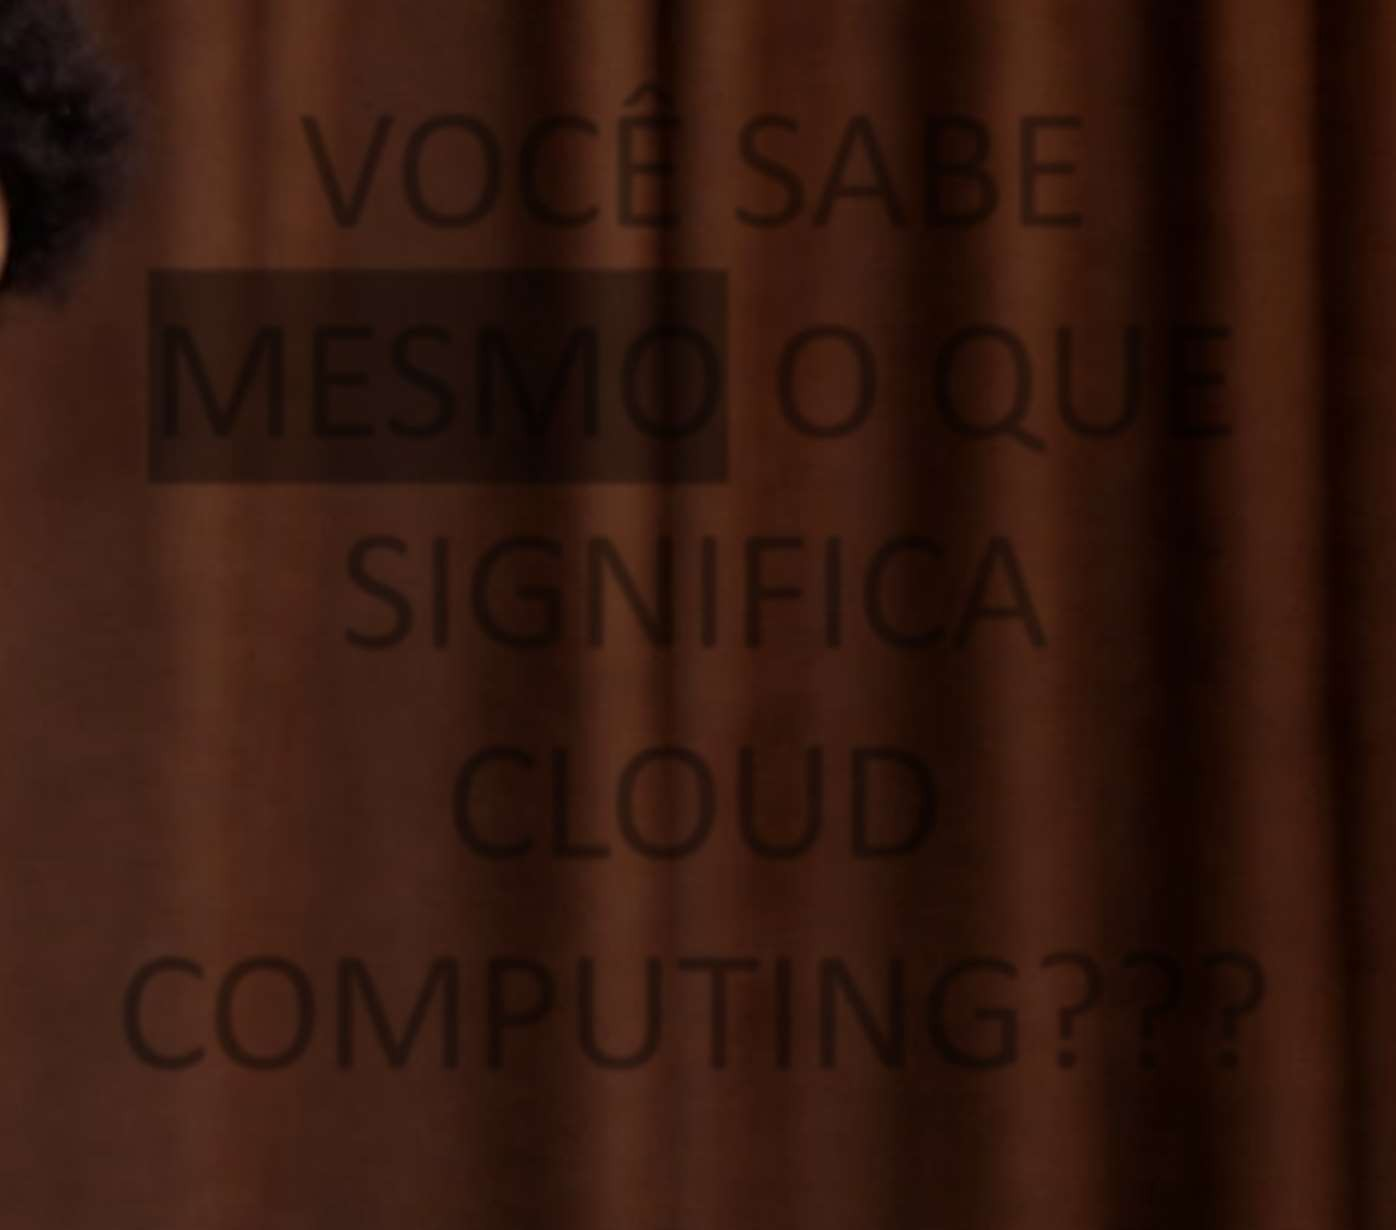 VOCÊ SABE
MESMO O QUE
SIGNIFICA
CLOUD
COMPUTING???